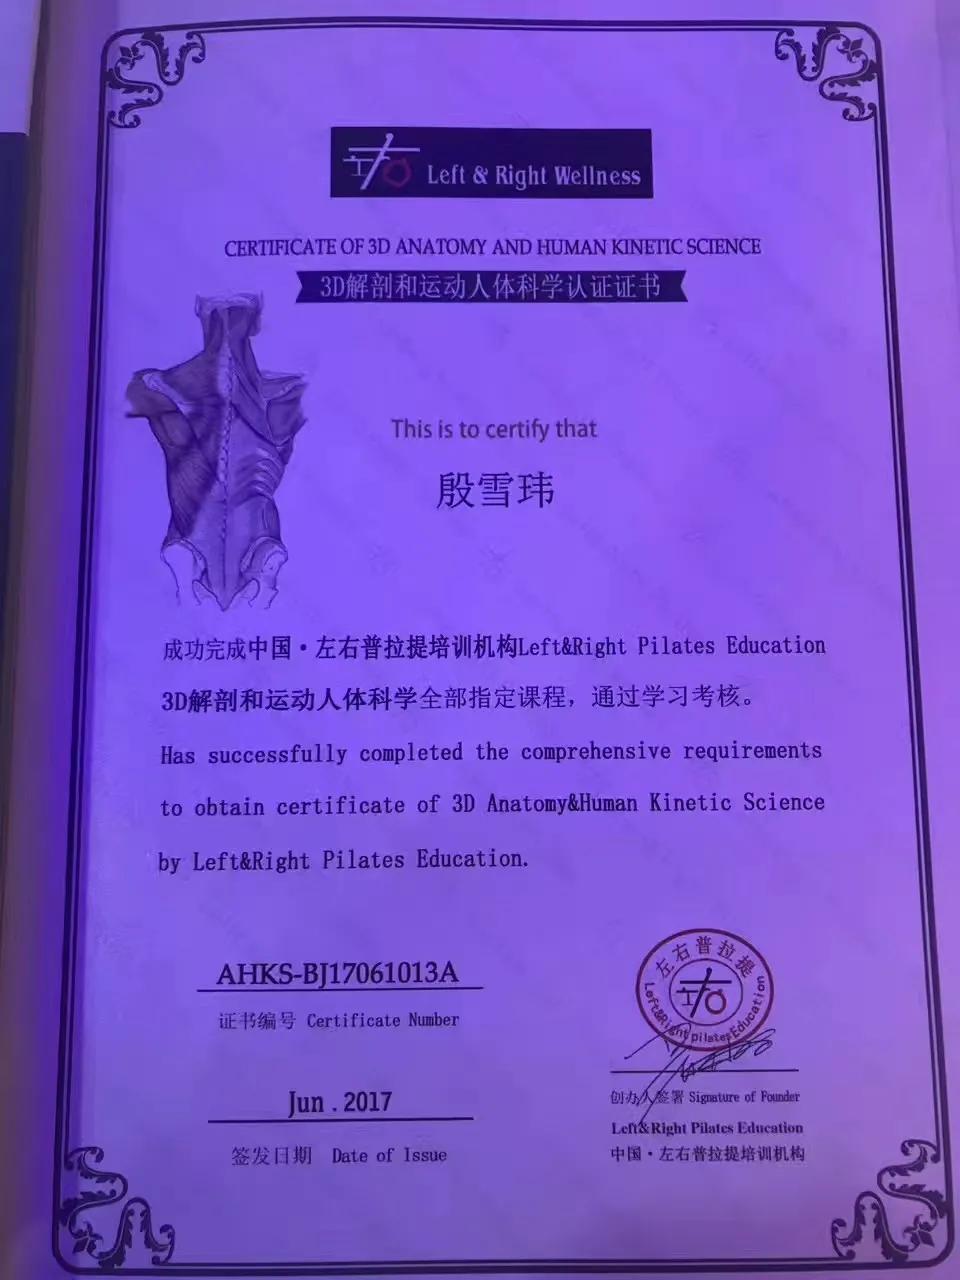 Left & Right Wellness
CERTIFICATE OF 3D ANATOMY AND HUMAN KINETIC SCIENCE
3D解剖和运动人体科学认证证书
This is to certify that
殷雪玮
成功完成中国·左右普拉提培训机构Left&Right Pilates Education
3D解剖和运动人体科学全部指定课程，通过学习考核。
Has successfully completed the comprehensive requirements
to obtain certificate of 3D Anatomy&Human Kinetic Science
by Left&Right Pilates Education.
AHKS-BJ17061013A
证书编号 Certificate Number
Jun . 2017
签发日期 Date of Issue
左右普拉提
Left&Right pilates Education
创办人签署 Signature of Founder
Left&Right Pilates Education
中国·左右普拉提培训机构